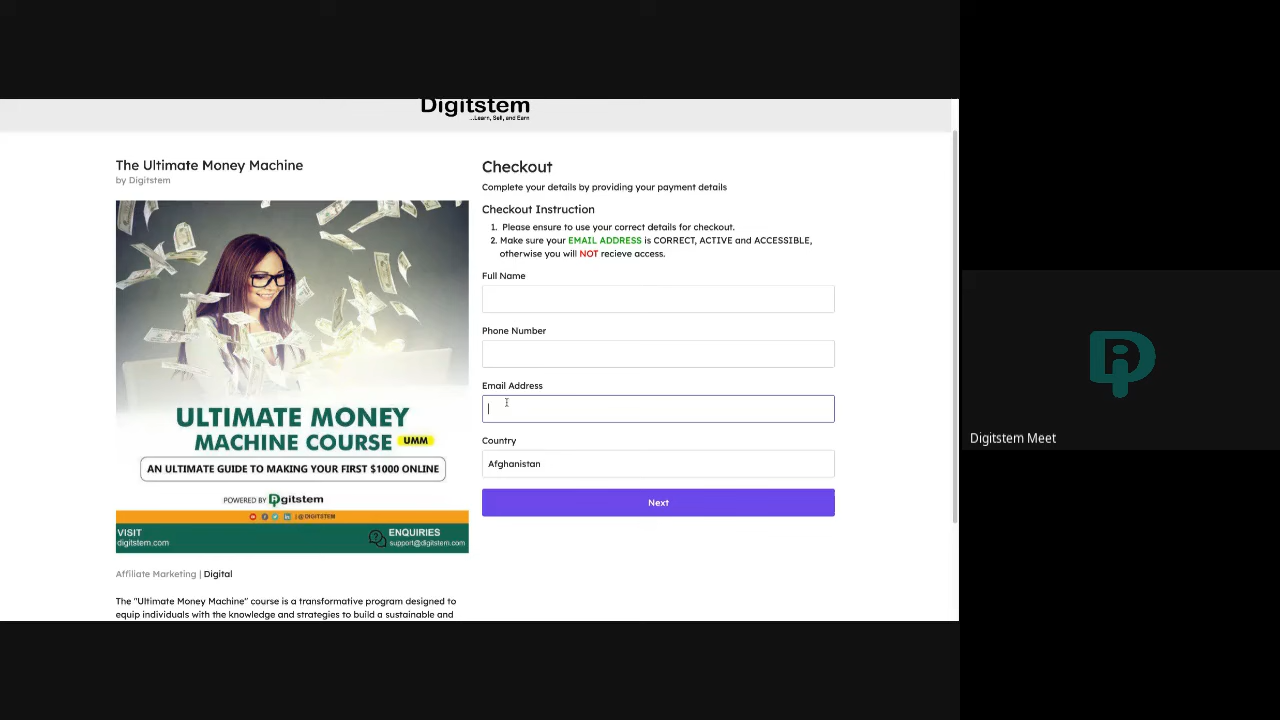 Digitstem
...Learn, Sell, and Earn
The Ultimate Money Machine
by Digitstem
ULTIMATE MONEY
MACHINE COURSE UMM
AN ULTIMATE GUIDE TO MAKING YOUR FIRST $1000 ONLINE
POWERED BY Digitstem
| @DIGITSTEM
VISIT
digitstem.com
ENQUIRIES
support@digitstem.com
Affiliate Marketing | Digital
The "Ultimate Money Machine" course is a transformative program designed to
equip individuals with the knowledge and strategies to build a sustainable and
Checkout
Complete your details by providing your payment details
Checkout Instruction
1. Please ensure to use your correct details for checkout.
2. Make sure your EMAIL ADDRESS is CORRECT, ACTIVE and ACCESSIBLE,
otherwise you will NOT recieve access.
Full Name
Phone Number
Email Address
Country
Afghanistan
Next
Digitstem Meet